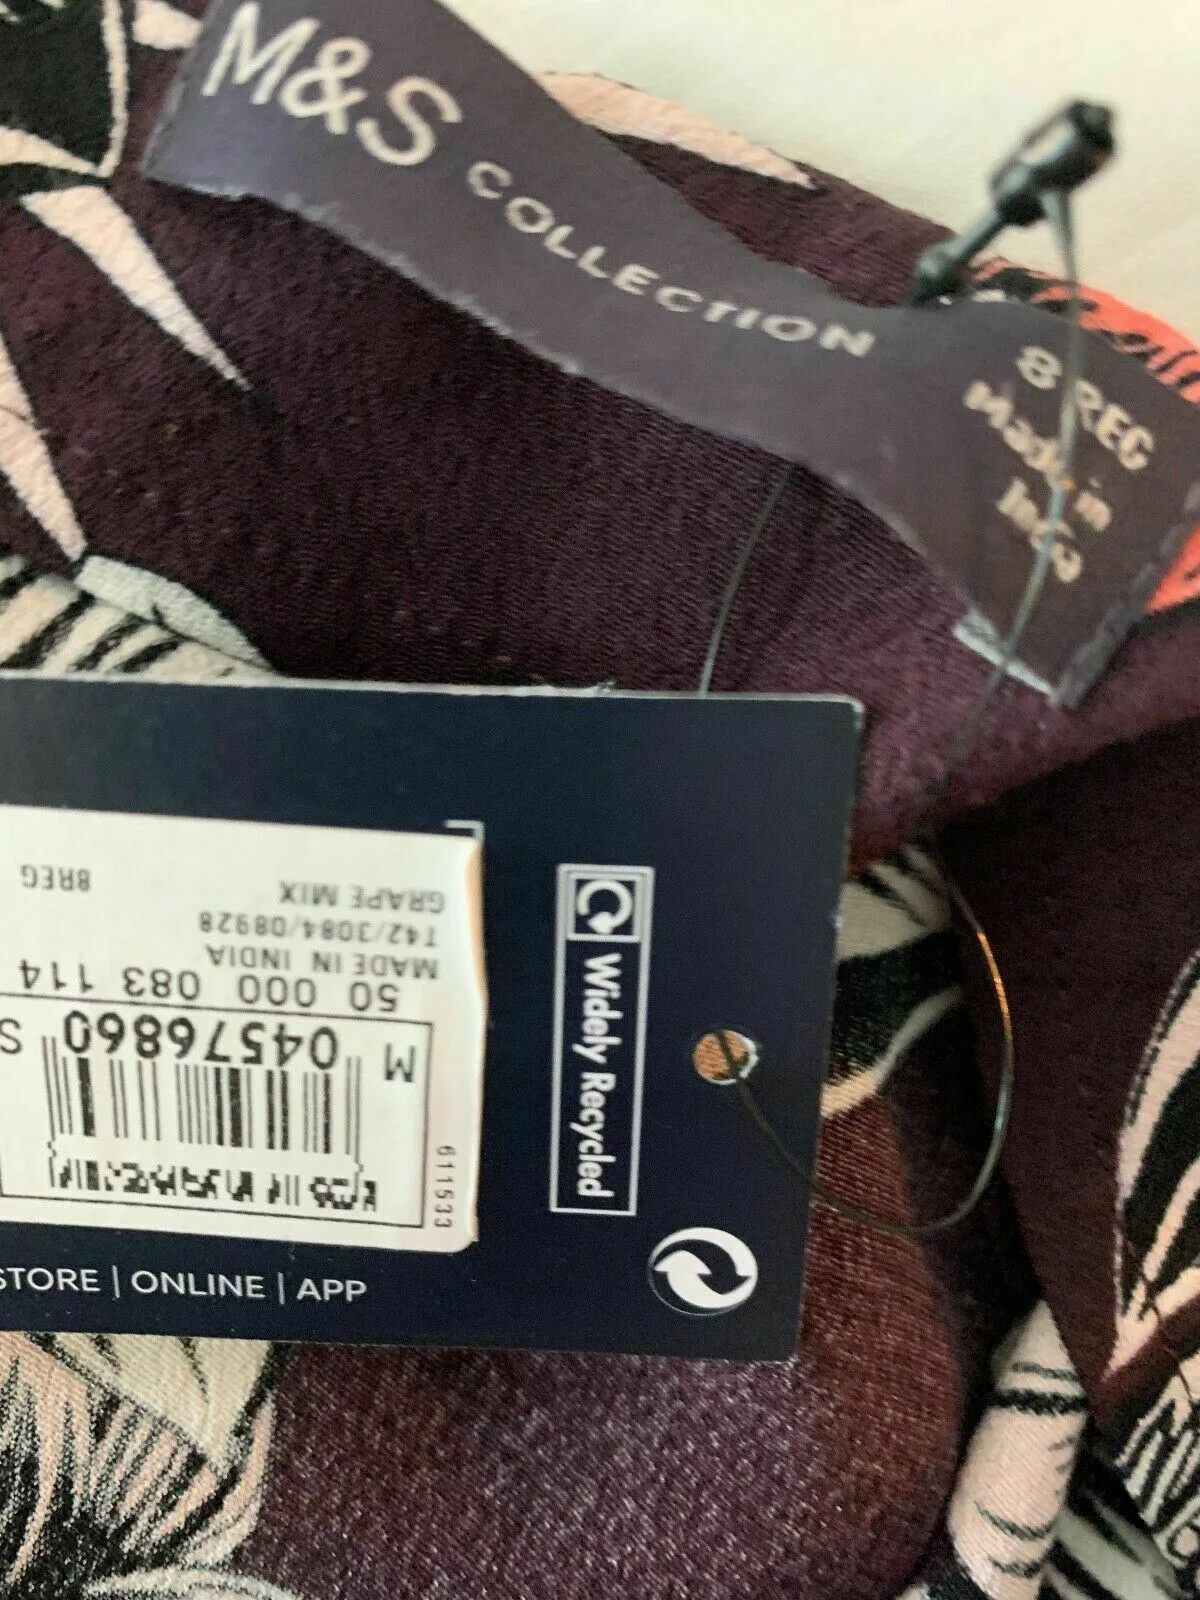 M&S COLLECTION
8 REG
Made in
India
GRAPE MIX 8REG
T42/3084/08928
MADE IN INDIA
50 000 083 114
M 04576860 S
611533
STORE | ONLINE | APP
Widely Recycled